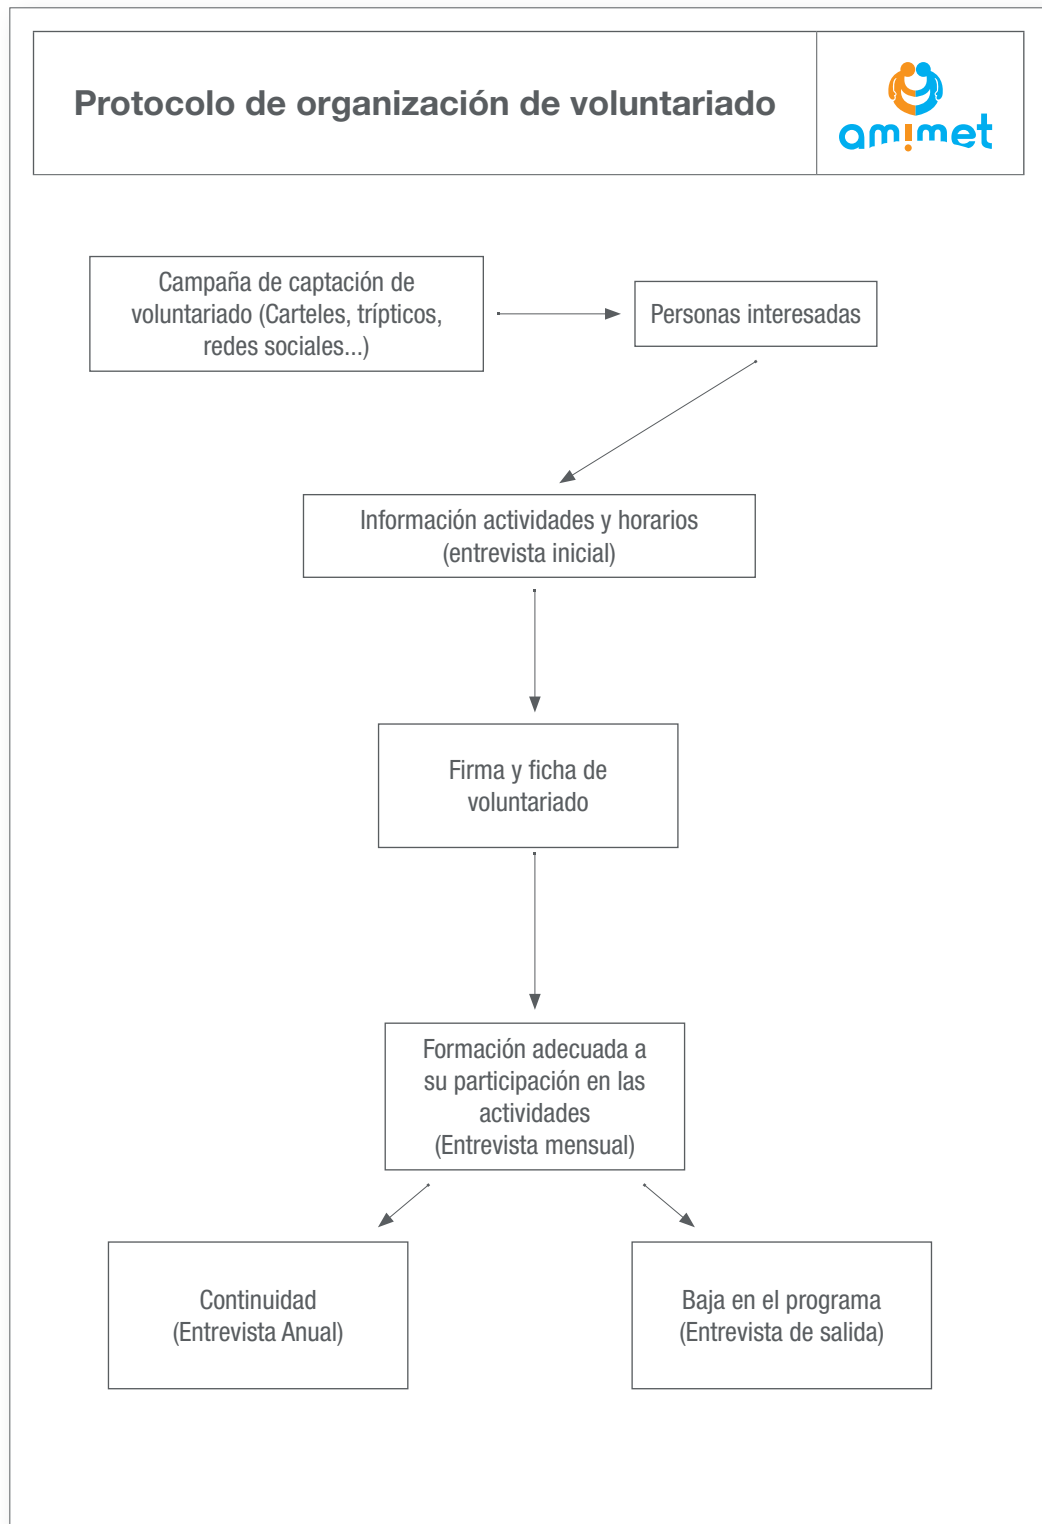 Protocolo de organización de voluntariado
amimet
Campaña de captación de
voluntariado (Carteles, trípticos,
redes sociales...)
Personas interesadas
Información actividades y horarios
(entrevista inicial)
Firma y ficha de
voluntariado
Formación adecuada a
su participación en las
actividades
(Entrevista mensual)
Continuidad
(Entrevista Anual)
Baja en el programa
(Entrevista de salida)